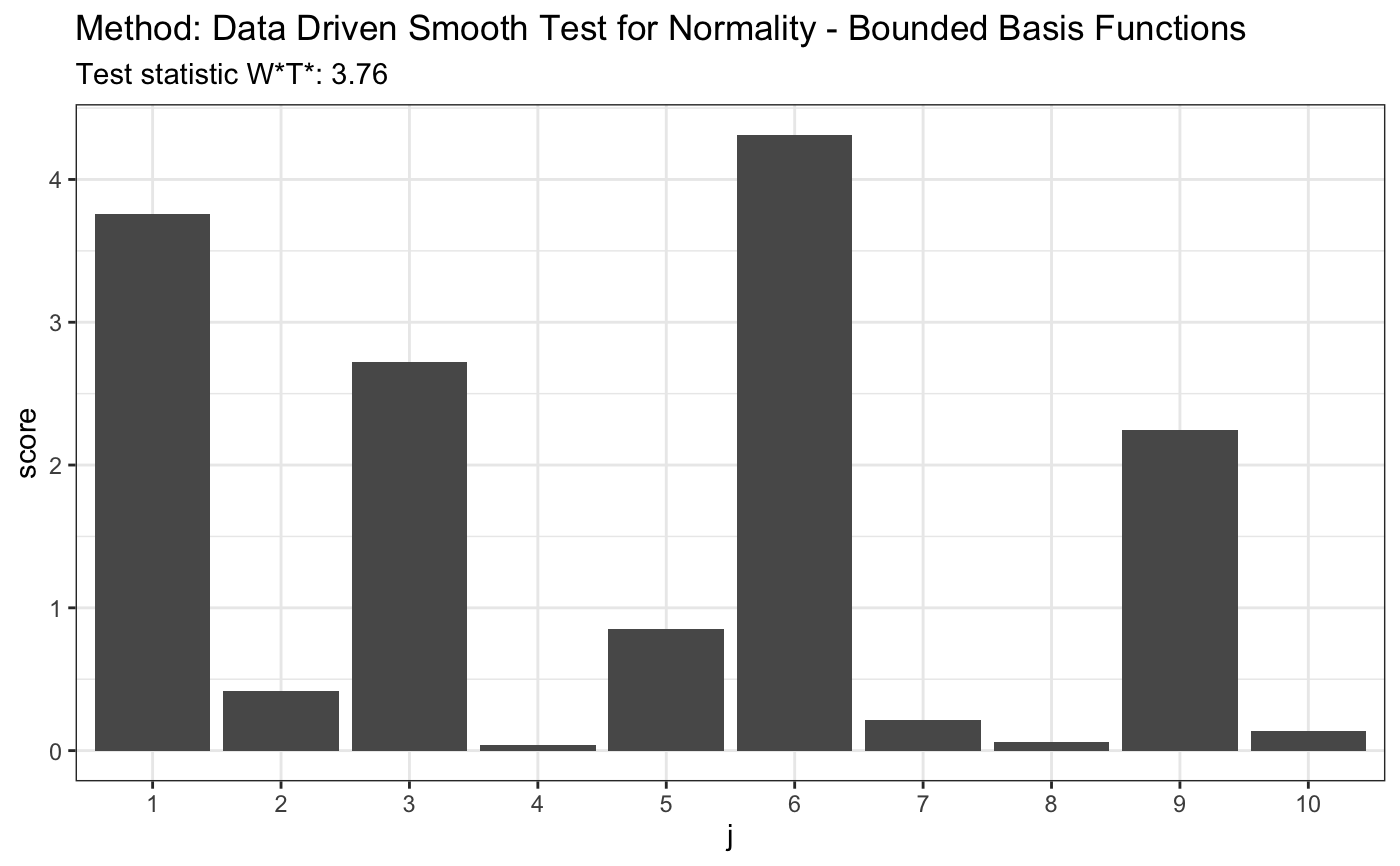 Method: Data Driven Smooth Test for Normality - Bounded Basis Functions
Test statistic W*T*: 3.76
4
3
2
1
0
score
1 2 3 4 5 6 7 8 9 10
j